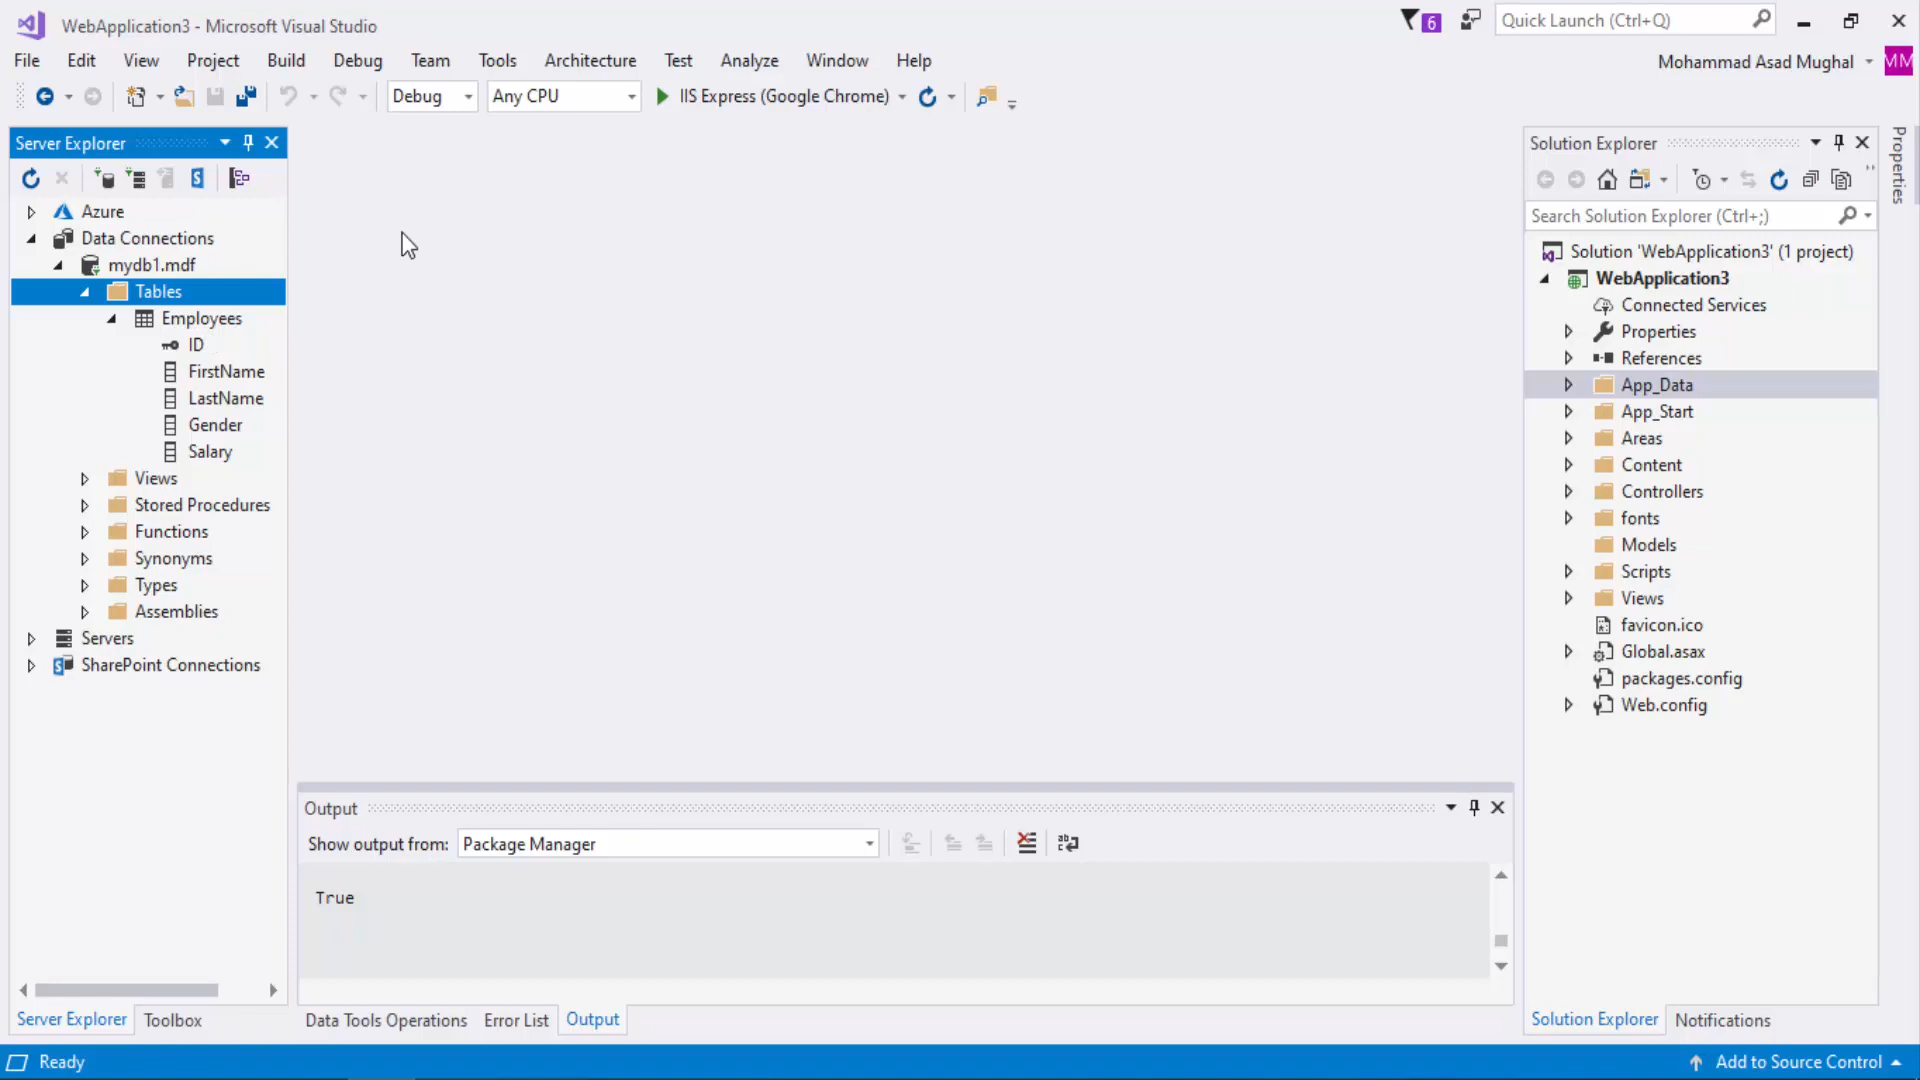 WebApplication3 - Microsoft Visual Studio
6
Quick Launch (Ctrl+Q)
File Edit View Project Build Debug Team Tools Architecture Test Analyze Window Help
Mohammad Asad Mughal MM
Debug Any CPU IIS Express (Google Chrome)
Server Explorer
Azure
Data Connections
mydb1.mdf
Tables
Employees
ID
FirstName
LastName
Gender
Salary
Views
Stored Procedures
Functions
Synonyms
Types
Assemblies
Servers
SharePoint Connections
Server Explorer Toolbox
Output
Show output from: Package Manager
True
Data Tools Operations Error List Output
Solution Explorer
Search Solution Explorer (Ctrl+;)
Solution 'WebApplication3' (1 project)
WebApplication3
Connected Services
Properties
References
App_Data
App_Start
Areas
Content
Controllers
fonts
Models
Scripts
Views
favicon.ico
Global.asax
packages.config
Web.config
Solution Explorer Notifications
Properties
Ready
Add to Source Control